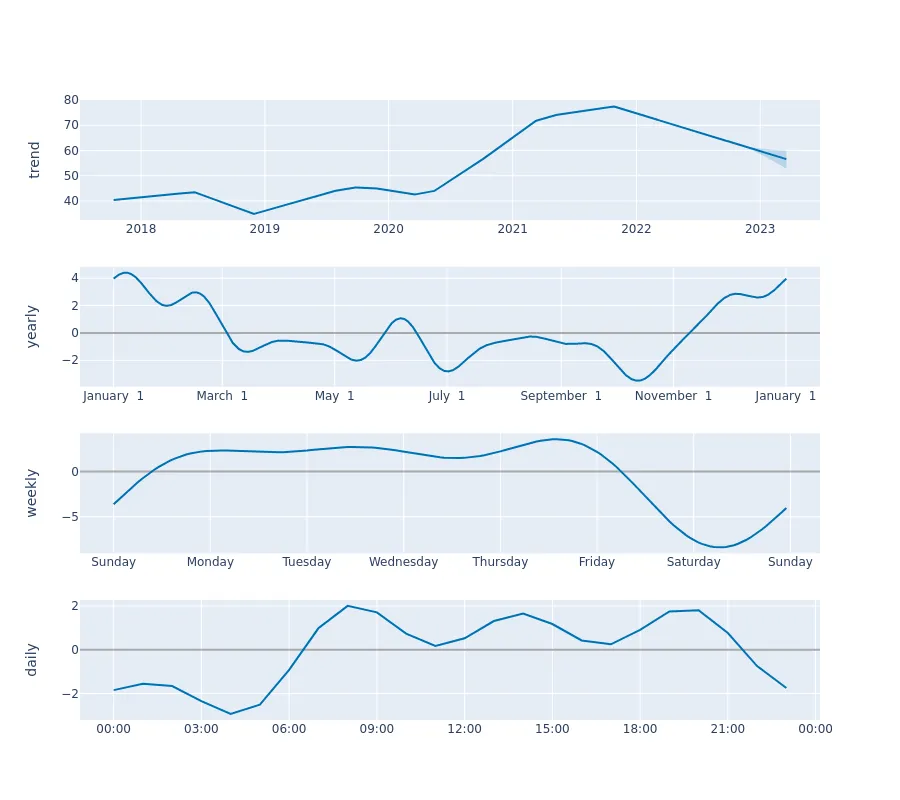 80
70
60
50
40
trend
2018 2019 2020 2021 2022 2023
4
2
0
−2
yearly
January 1 March 1 May 1 July 1 September 1 November 1 January 1
0
−5
weekly
Sunday Monday Tuesday Wednesday Thursday Friday Saturday Sunday
2
0
−2
daily
00:00 03:00 06:00 09:00 12:00 15:00 18:00 21:00 00:00